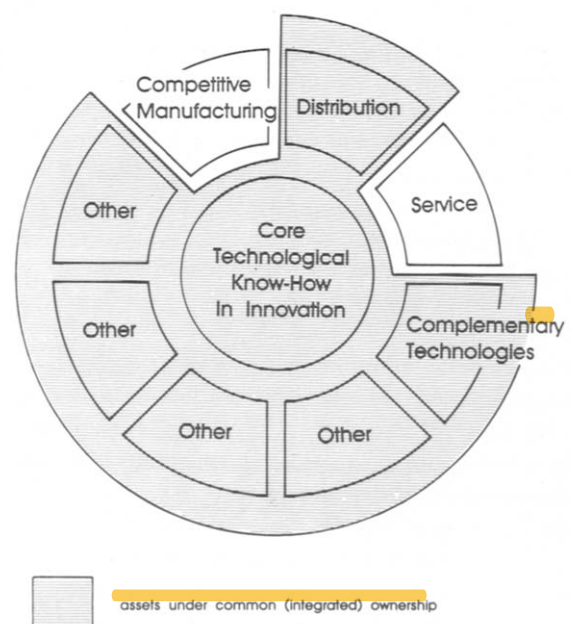 Competitive
Manufacturing
Distribution
Other
Service
Core
Technological
Know-How
In Innovation
Other
Complementary
Technologies
Other
Other
assets under common (integrated) ownership